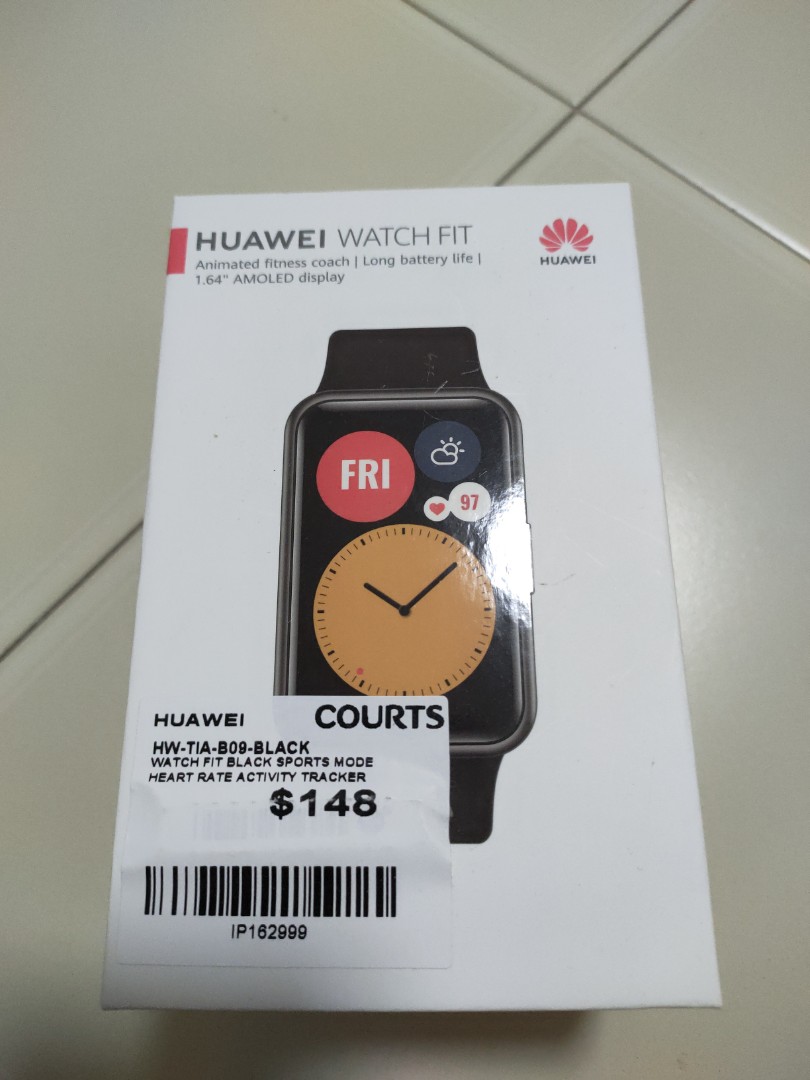 HUAWEI WATCH FIT
Animated fitness coach | Long battery life |
1.64" AMOLED display
HUAWEI
FRI
97
HUAWEI COURTS
HW-TIA-B09-BLACK
WATCH FIT BLACK SPORTS MODE
HEART RATE ACTIVITY TRACKER
$148
IP162999